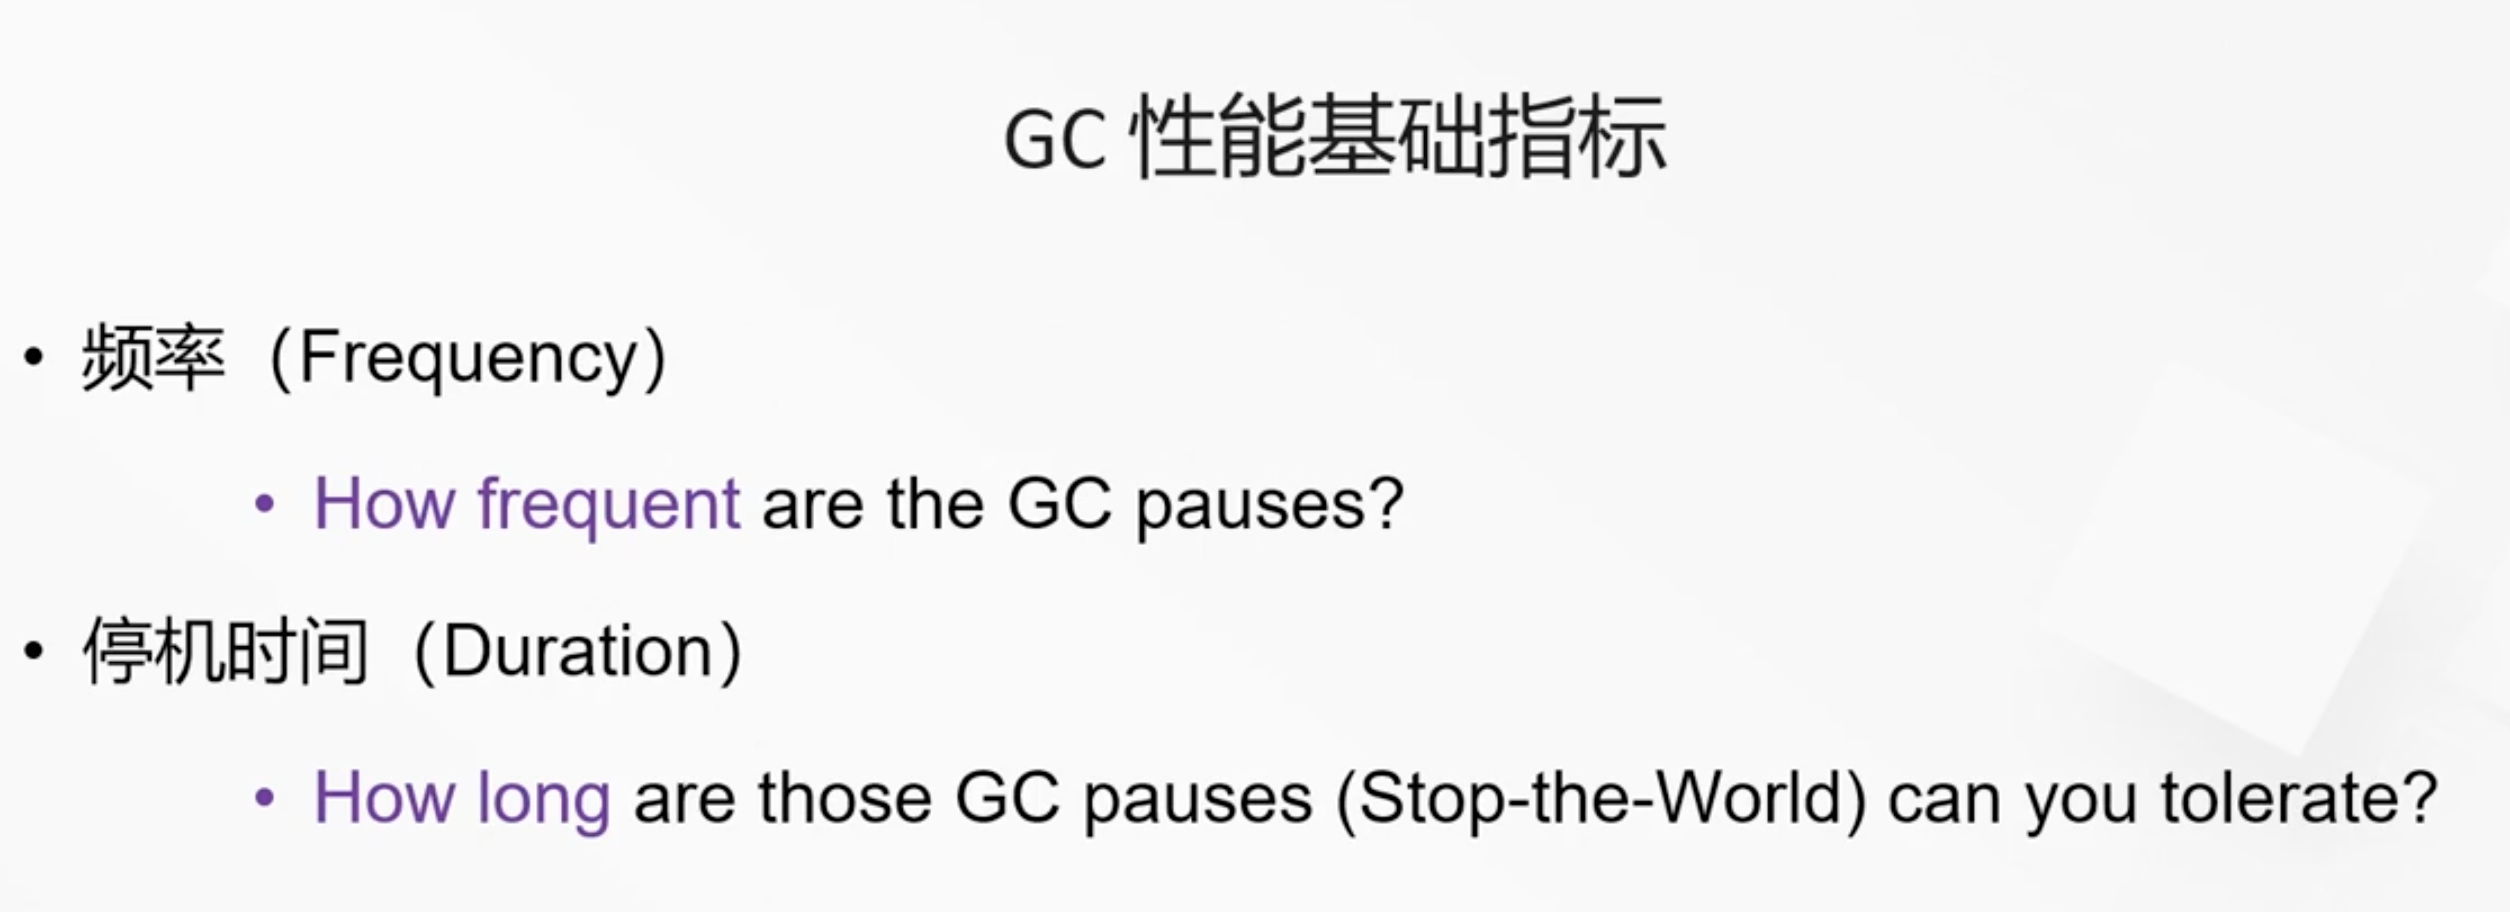 GC 性能基础指标
• 频率（Frequency）
• How frequent are the GC pauses?
• 停机时间（Duration）
• How long are those GC pauses (Stop-the-World) can you tolerate?